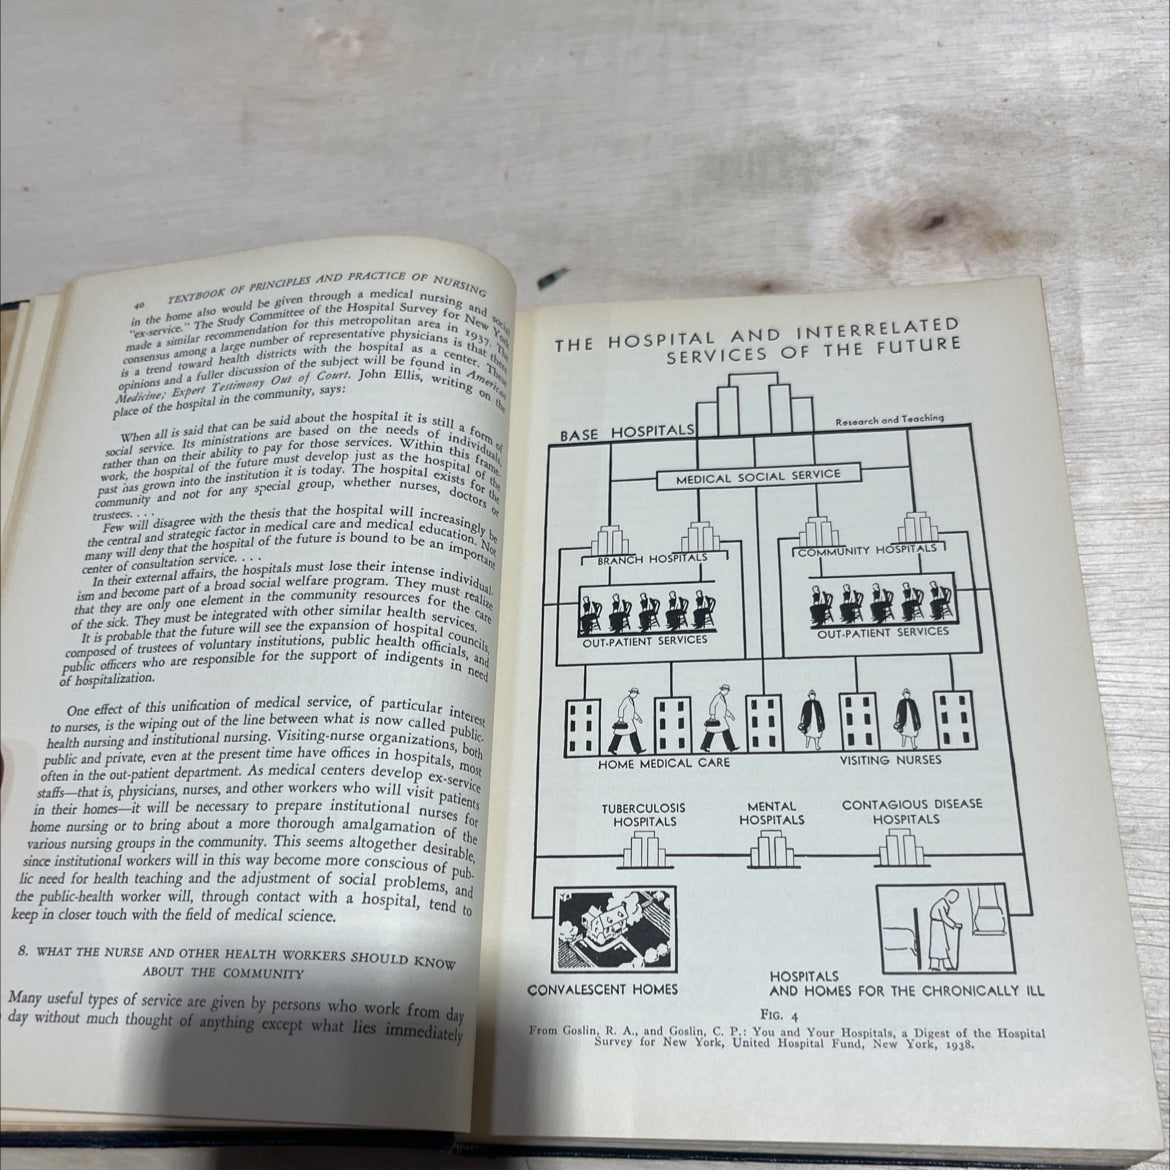 40 TEXTBOOK OF PRINCIPLES AND PRACTICE OF NURSING
in the home also would be given through a medical nursing and social
"ex-service." The Study Committee of the Hospital Survey for New York
made a similar recommendation for this metropolitan area in 1937. The
consensus among a large number of representative physicians is that there
is a trend toward health districts with the hospital as a center. These
opinions and a fuller discussion of the subject will be found in American
Medicine; Expert Testimony Out of Court. John Ellis, writing on the
place of the hospital in the community, says:
When all is said that can be said about the hospital it is still a form of
social service. Its ministrations are based on the needs of individuals
rather than on their ability to pay for those services. Within this frame-
work, the hospital of the future must develop just as the hospital of the
past has grown into the institution it is today. The hospital exists for the
community and not for any special group, whether nurses, doctors or
trustees. . . .
Few will disagree with the thesis that the hospital will increasingly be
the central and strategic factor in medical care and medical education. Not
many will deny that the hospital of the future is bound to be an important
center of consultation service. . . .
In their external affairs, the hospitals must lose their intense individual-
ism and become part of a broad social welfare program. They must realize
that they are only one element in the community resources for the care
of the sick. They must be integrated with other similar health services.
It is probable that the future will see the expansion of hospital councils,
composed of trustees of voluntary institutions, public health officials, and
public officers who are responsible for the support of indigents in need
of hospitalization.
One effect of this unification of medical service, of particular interest
to nurses, is the wiping out of the line between what is now called public-
health nursing and institutional nursing. Visiting-nurse organizations, both
public and private, even at the present time have offices in hospitals, most
often in the out-patient department. As medical centers develop ex-service
staffs—that is, physicians, nurses, and other workers who will visit patients
in their homes—it will be necessary to prepare institutional nurses for
home nursing or to bring about a more thorough amalgamation of the
various nursing groups in the community. This seems altogether desirable,
since institutional workers will in this way become more conscious of pub-
lic need for health teaching and the adjustment of social problems, and
the public-health worker will, through contact with a hospital, tend to
keep in closer touch with the field of medical science.
8. WHAT THE NURSE AND OTHER HEALTH WORKERS SHOULD KNOW
ABOUT THE COMMUNITY
Many useful types of service are given by persons who work from day
day without much thought of anything except what lies immediately
THE HOSPITAL AND INTERRELATED
SERVICES OF THE FUTURE
BASE HOSPITALS
Research and Teaching
MEDICAL SOCIAL SERVICE
BRANCH HOSPITALS
COMMUNITY HOSPITALS
OUT-PATIENT SERVICES
OUT-PATIENT SERVICES
HOME MEDICAL CARE
VISITING NURSES
TUBERCULOSIS
HOSPITALS
MENTAL
HOSPITALS
CONTAGIOUS DISEASE
HOSPITALS
CONVALESCENT HOMES
HOSPITALS
AND HOMES FOR THE CHRONICALLY ILL
FIG. 4
From Goslin, R. A., and Goslin, C. P.: You and Your Hospitals, a Digest of the Hospital
Survey for New York, United Hospital Fund, New York, 1938.